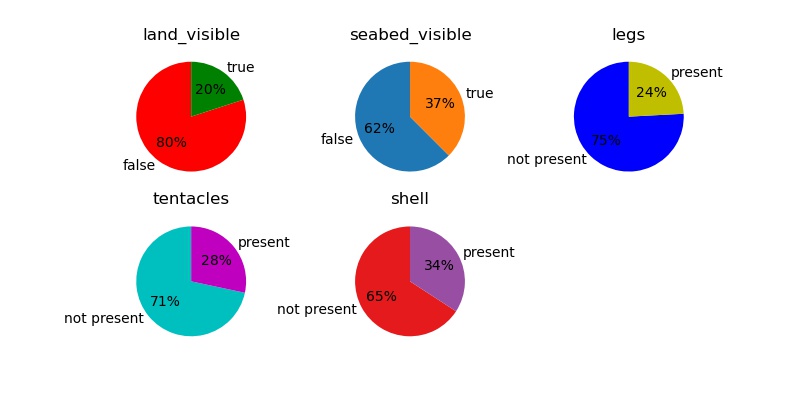 land_visible
true
20%
80%
false
seabed_visible
true
37%
62%
false
legs
present
24%
75%
not present
tentacles
present
28%
71%
not present
shell
present
34%
65%
not present